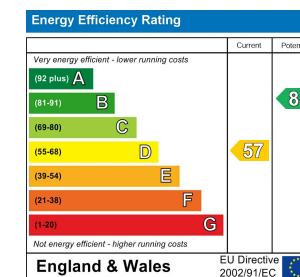 Energy Efficiency Rating
Current
Very energy efficient - lower running costs
(92 plus) A
(81-91) B
(69-80) C
(55-68) D
57
(39-54) E
(21-38) F
(1-20) G
Not energy efficient - higher running costs
England & Wales
EU Directive
2002/91/EC